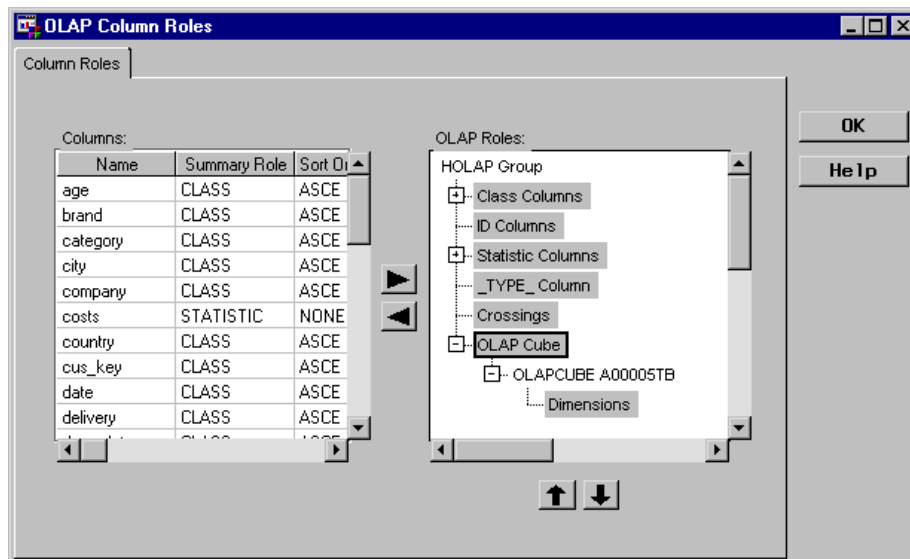 OLAP Column Roles
Column Roles
Columns:
Name Summary Role Sort Or
age CLASS ASCE
brand CLASS ASCE
category CLASS ASCE
city CLASS ASCE
company CLASS ASCE
costs STATISTIC NONE
country CLASS ASCE
cus_key CLASS ASCE
date CLASS ASCE
delivery CLASS ASCE
OLAP Roles:
HOLAP Group
Class Columns
ID Columns
Statistic Columns
_TYPE_ Column
Crossings
OLAP Cube
OLAPCUBE A00005TB
Dimensions
OK
Help